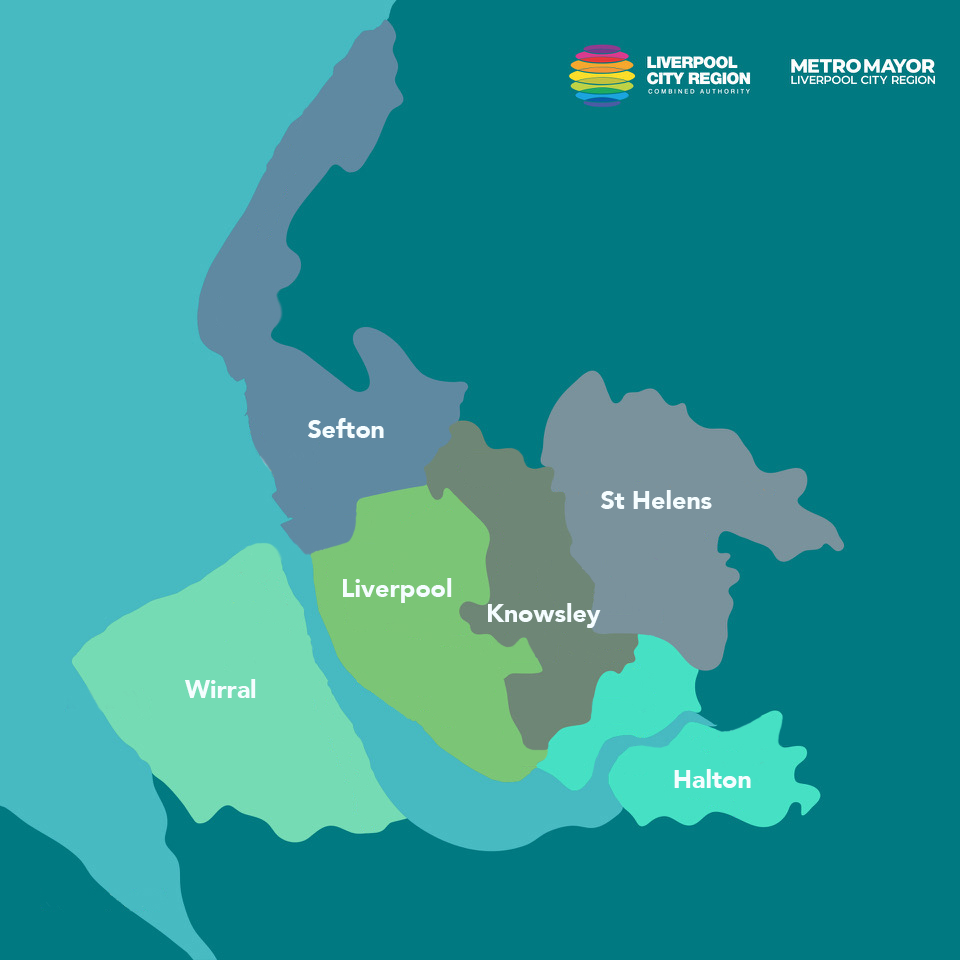 LIVERPOOL
CITY REGION
COMBINED AUTHORITY
METRO MAYOR
LIVERPOOL CITY REGION
Sefton
St Helens
Liverpool
Knowsley
Wirral
Halton